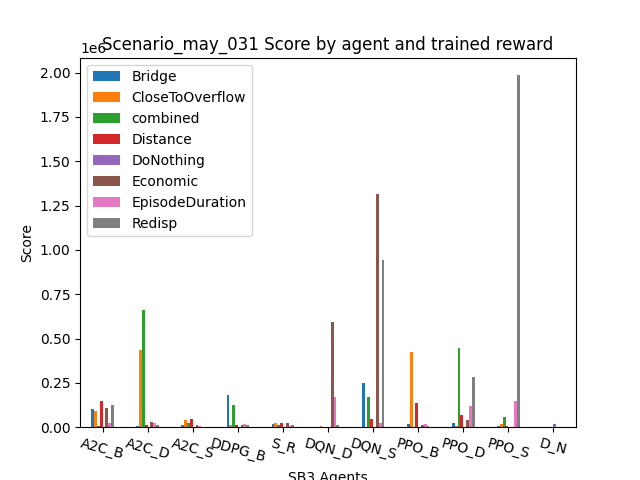 Scenario_may_031 Score by agent and trained reward
1e6
Bridge
CloseToOverflow
combined
Distance
DoNothing
Economic
EpisodeDuration
Redisp
Score
2.00
1.75
1.50
1.25
1.00
0.75
0.50
0.25
0.00
A2C_B A2C_D A2C_S DDPG_B S_R DQN_D DQN_S PPO_B PPO_D PPO_S D_N
SB3 Agents